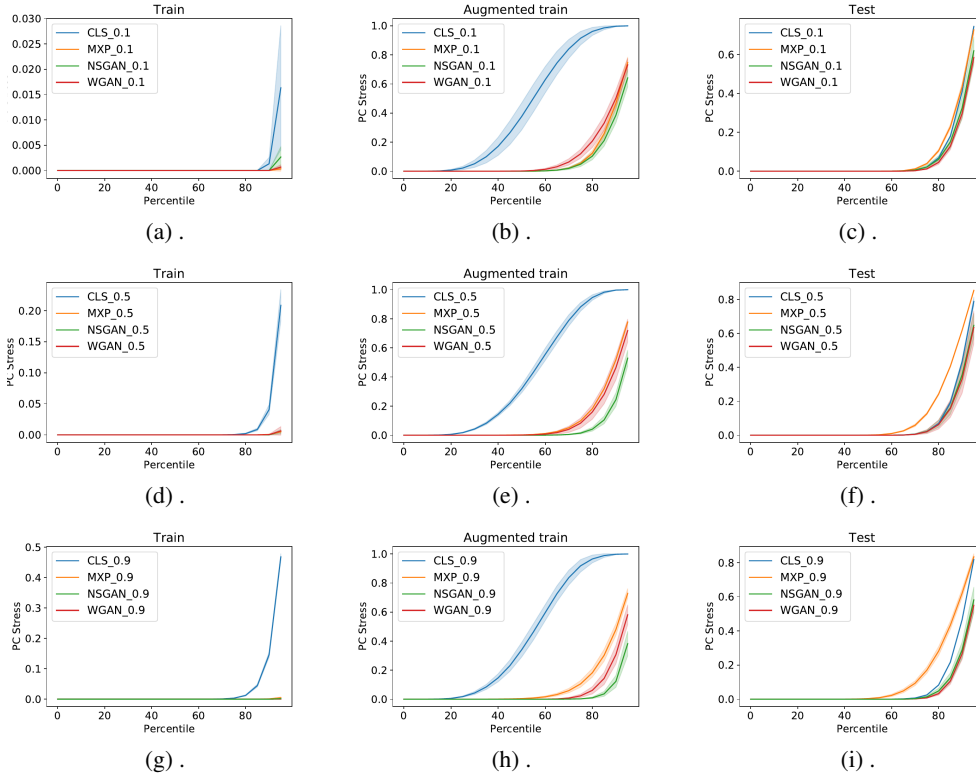 Train
0.030
0.025
0.020
0.015
0.010
0.005
0.000
CLS_0.1
MXP_0.1
NSGAN_0.1
WGAN_0.1
0 20 40 60 80
Percentile
(a) .
Augmented train
PC Stress
1.0
0.8
0.6
0.4
0.2
0.0
CLS_0.1
MXP_0.1
NSGAN_0.1
WGAN_0.1
0 20 40 60 80
Percentile
(b) .
Test
PC Stress
0.6
0.4
0.2
0.0
CLS_0.1
MXP_0.1
NSGAN_0.1
WGAN_0.1
0 20 40 60 80
Percentile
(c) .
Train
PC Stress
0.20
0.15
0.10
0.05
0.00
CLS_0.5
MXP_0.5
NSGAN_0.5
WGAN_0.5
0 20 40 60 80
Percentile
(d) .
Augmented train
PC Stress
1.0
0.8
0.6
0.4
0.2
0.0
CLS_0.5
MXP_0.5
NSGAN_0.5
WGAN_0.5
0 20 40 60 80
Percentile
(e) .
Test
PC Stress
0.8
0.6
0.4
0.2
0.0
CLS_0.5
MXP_0.5
NSGAN_0.5
WGAN_0.5
0 20 40 60 80
Percentile
(f) .
Train
PC Stress
0.5
0.4
0.3
0.2
0.1
0.0
CLS_0.9
MXP_0.9
NSGAN_0.9
WGAN_0.9
0 20 40 60 80
Percentile
(g) .
Augmented train
PC Stress
1.0
0.8
0.6
0.4
0.2
0.0
CLS_0.9
MXP_0.9
NSGAN_0.9
WGAN_0.9
0 20 40 60 80
Percentile
(h) .
Test
PC Stress
0.8
0.6
0.4
0.2
0.0
CLS_0.9
MXP_0.9
NSGAN_0.9
WGAN_0.9
0 20 40 60 80
Percentile
(i) .